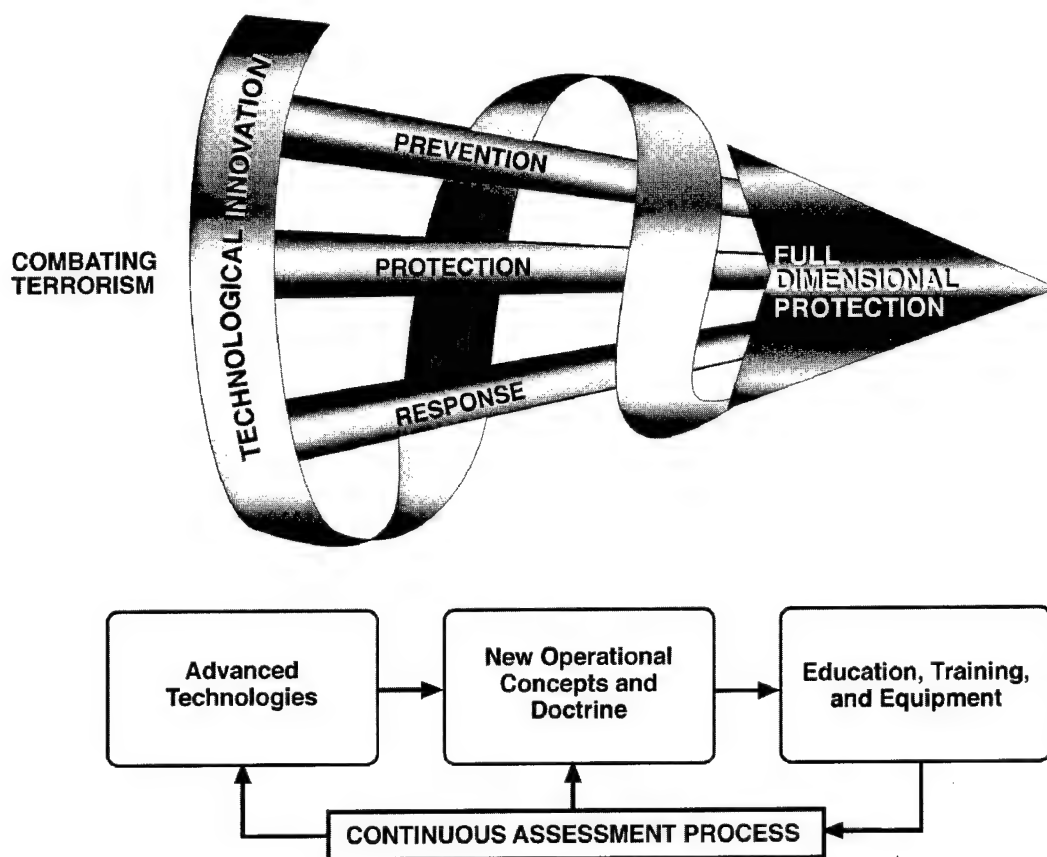 COMBATING
TERRORISM
TECHNOLOGICAL INNOVATION
PREVENTION
PROTECTION
RESPONSE
FULL
DIMENSIONAL
PROTECTION
Advanced
Technologies
New Operational
Concepts and
Doctrine
Education, Training,
and Equipment
CONTINUOUS ASSESSMENT PROCESS